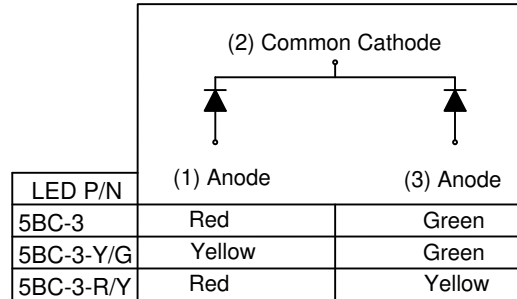 (2) Common Cathode
(1) Anode (3) Anode
LED P/N
5BC-3 Red Green
5BC-3-Y/G Yellow Green
5BC-3-R/Y Red Yellow